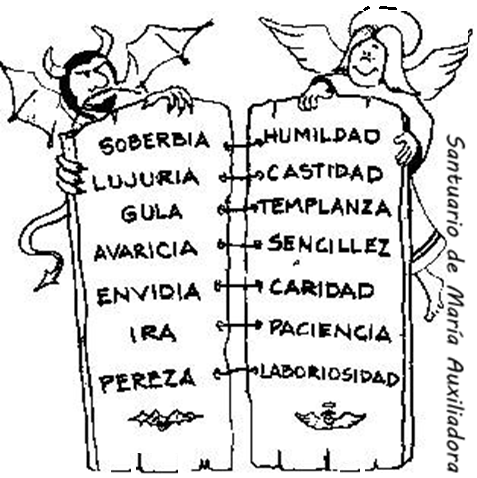 SOBERBIA
LUJURIA
GULA
AVARICIA
ENVIDIA
IRA
PEREZA
HUMILDAD
CASTIDAD
TEMPLANZA
SENCILLEZ
CARIDAD
PACIENCIA
LABORIOSIDAD
Santuario de María Auxiliadora